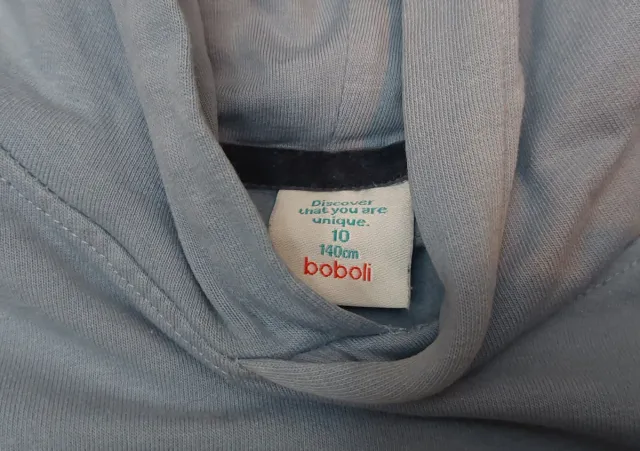 Discover
that you are
unique.
10
140cm
boboli